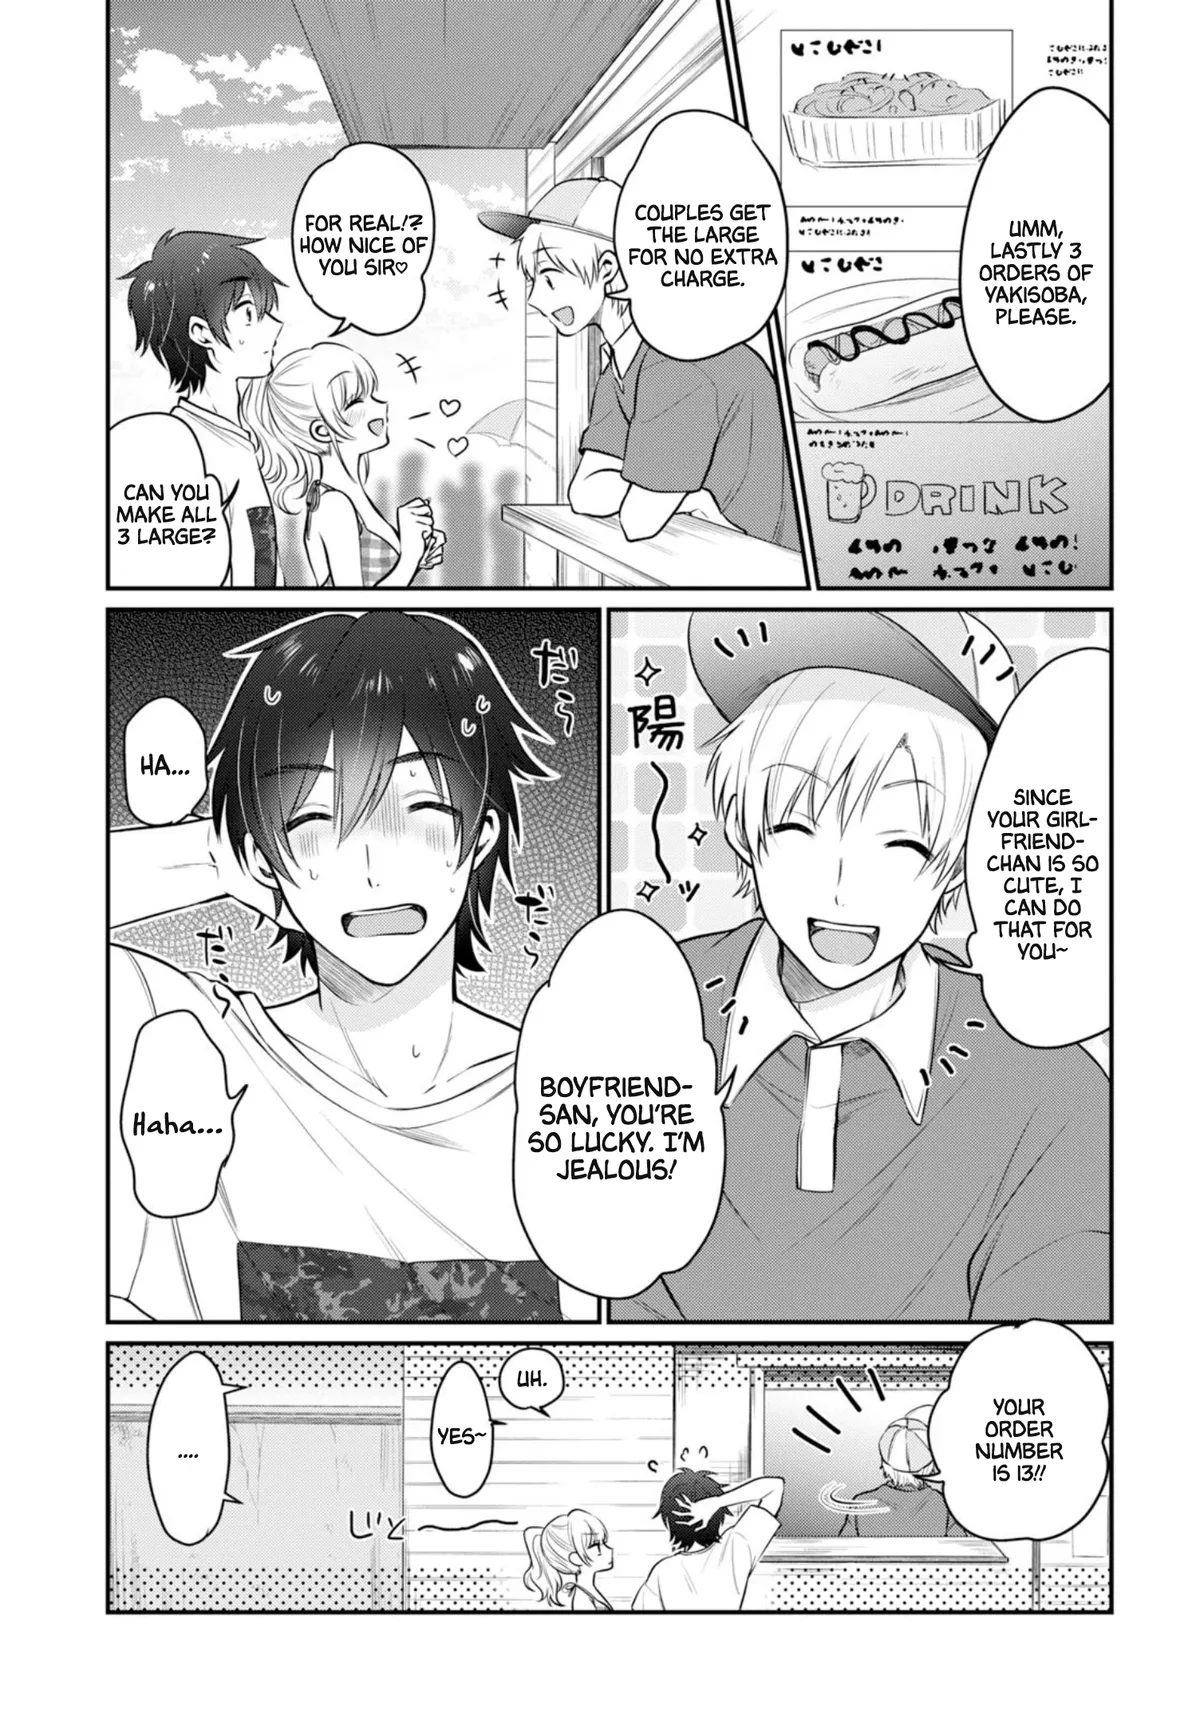 UMM,
LASTLY 3
ORDERS OF
YAKISOBA,
PLEASE.
DRINK
COUPLES GET
THE LARGE
FOR NO EXTRA
CHARGE.
FOR REAL!?
HOW NICE OF
YOU SIR♡
CAN YOU
MAKE ALL
3 LARGE?
SINCE
YOUR GIRL-
FRIEND-
CHAN IS SO
CUTE, I
CAN DO
THAT FOR
YOU~
陽〜ッ
BOYFRIEND-
SAN, YOU'RE
SO LUCKY. I'M
JEALOUS!
だら
HA...
だら
だら
Haha...
YOUR
ORDER
NUMBER
IS 13!!
UH.
YES~
じと
....